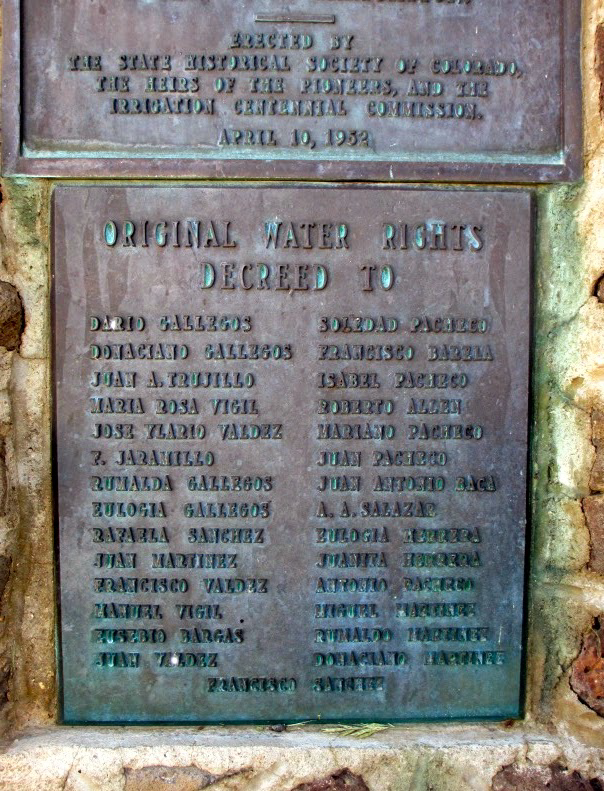 ERECTED BY
THE STATE HISTORICAL SOCIETY OF COLORADO,
THE HEIRS OF THE PIONEERS, AND THE
IRRIGATION CENTENNIAL COMMISSION.
APRIL 10, 1952
ORIGINAL WATER RIGHTS
DECREED TO
DARIO GALLEGOS
DONACIANO GALLEGOS
JUAN A. TRUJILLO
MARIA ROSA VIGIL
JOSE YLARIO VALDEZ
F. JARAMILLO
RUMALDA GALLEGOS
EULOGIA GALLEGOS
RAFAELA SANCHEZ
JUAN MARTINEZ
FRANCISCO VALDEZ
MANUEL VIGIL
EUSEBIO BARGAS
JUAN VALDEZ
SOLEDAD PACHECO
FRANCISCO BARELA
ISABEL PACHECO
ROBERTO ALLEN
MARIANO PACHECO
JUAN PACHECO
JUAN ANTONIO BACA
A. A. SALAZAR
EULOGIA HERRERA
JUANITA HERRERA
ANTONIO PACHECO
MIGUEL MARTINEZ
RUMALDO MARTINEZ
DONACIANO MARTINEZ
FRANCISCO SANCHEZ